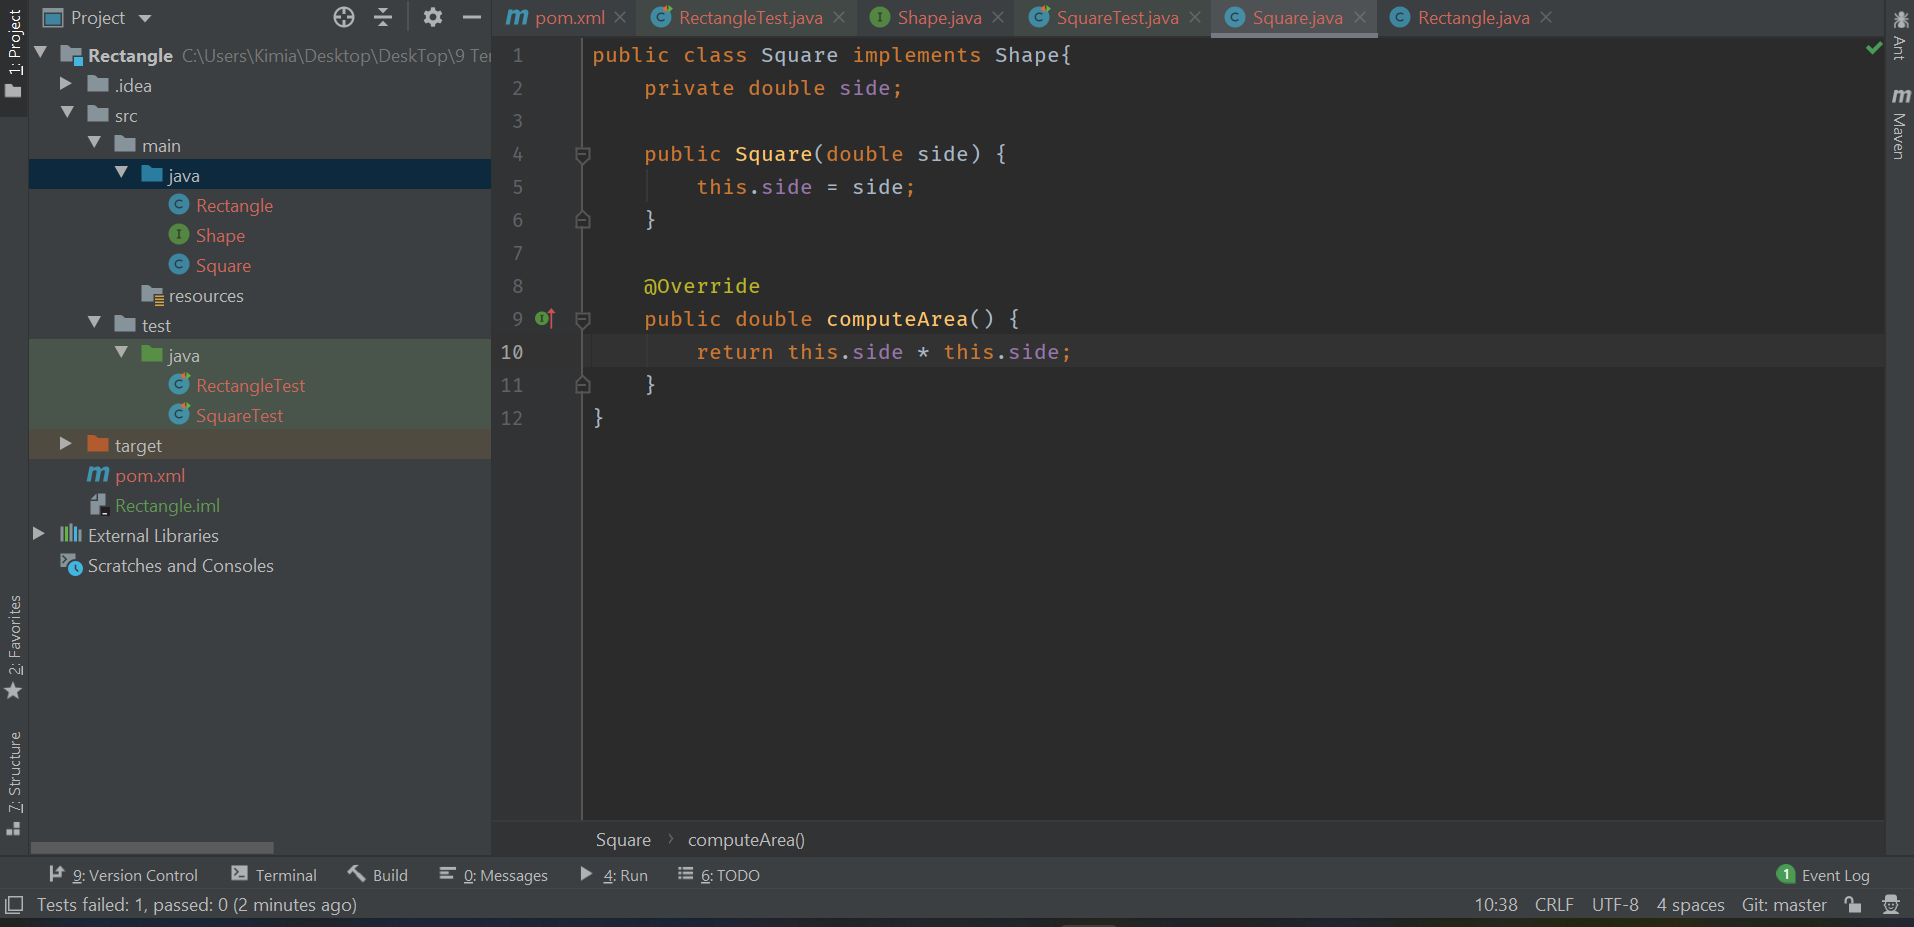 Project
pom.xml RectangleTest.java Shape.java SquareTest.java Square.java Rectangle.java
1: Project
2: Favorites
7: Structure
Rectangle C:\Users\Kimia\Desktop\DeskTop\9 Ter
.idea
src
main
java
Rectangle
Shape
Square
resources
test
java
RectangleTest
SquareTest
target
pom.xml
Rectangle.iml
External Libraries
Scratches and Consoles
1 public class Square implements Shape{
2 private double side;
3
4 public Square(double side) {
5 this.side = side;
6 }
7
8 @Override
9 public double computeArea() {
10 return this.side * this.side;
11 }
12 }
Ant
Maven
Square › computeArea()
9: Version Control Terminal Build 0: Messages 4: Run 6: TODO 1 Event Log
Tests failed: 1, passed: 0 (2 minutes ago) 10:38 CRLF UTF-8 4 spaces Git: master